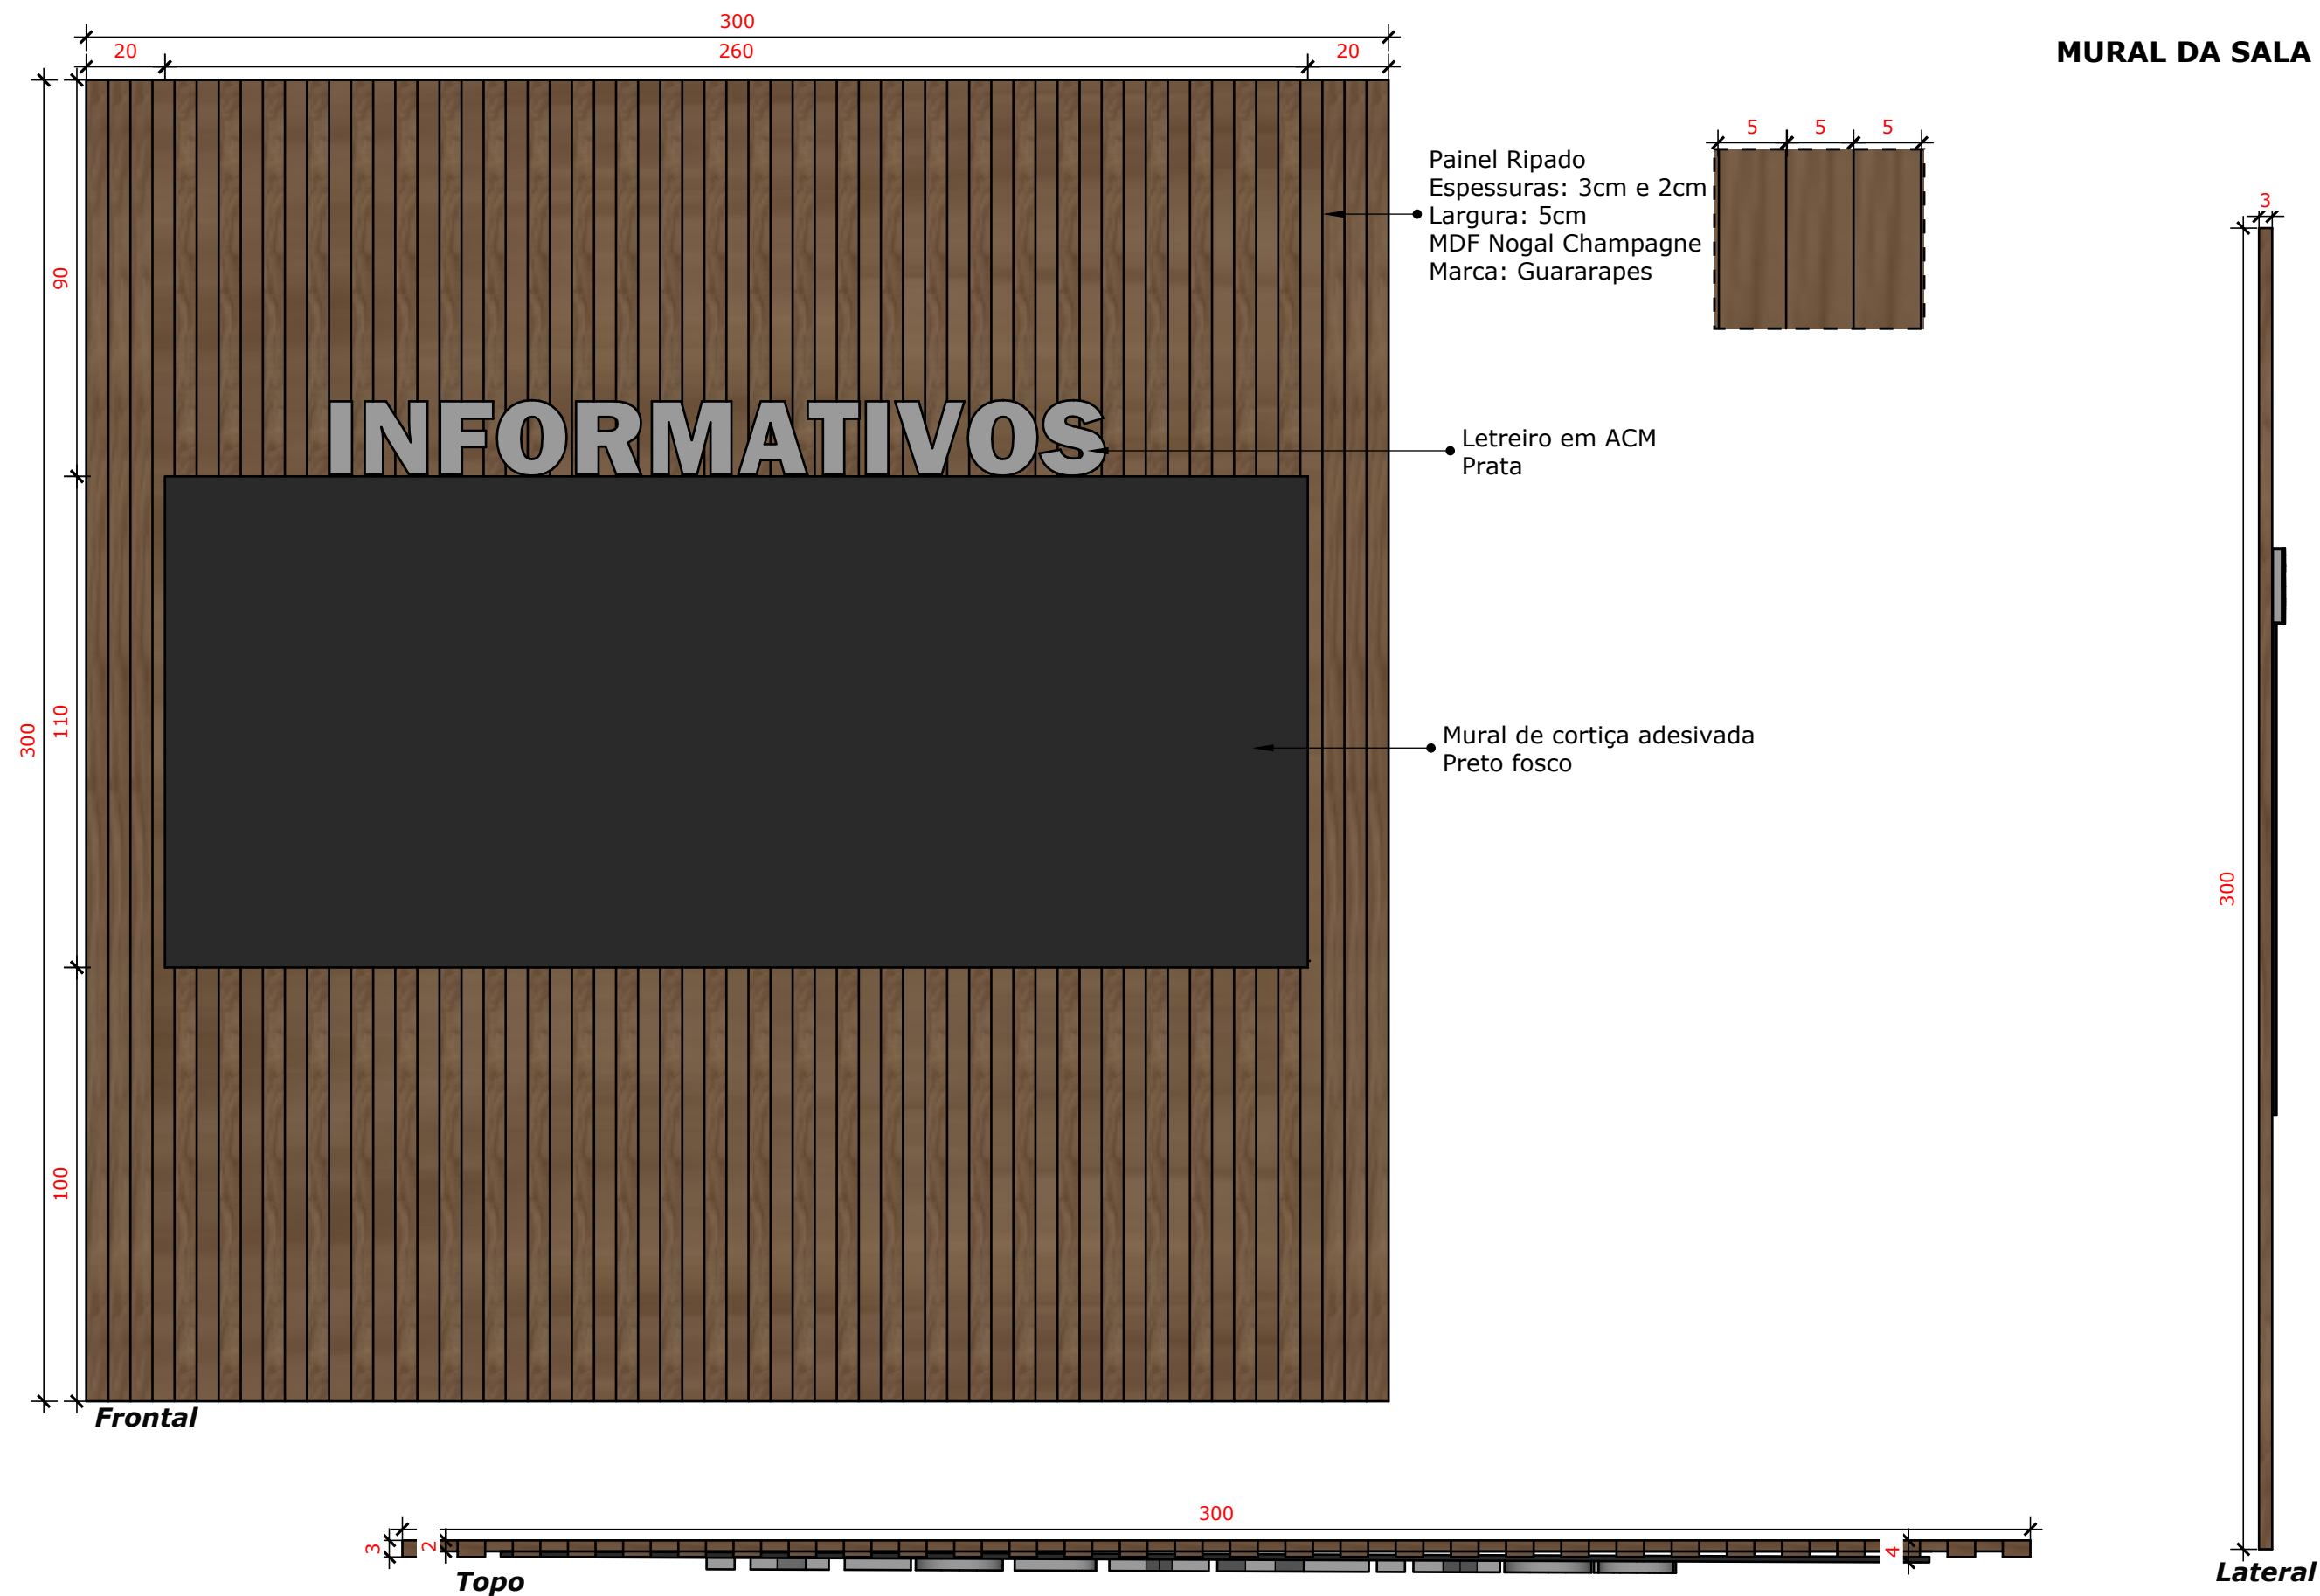 MURAL DA SALA
300
20
260
20
90
110
300
100
INFORMATIVOS
Painel Ripado
Espessuras: 3cm e 2cm
Largura: 5cm
MDF Nogal Champagne
Marca: Guararapes
5
5
5
Letreiro em ACM
Prata
Mural de cortiça adesivada
Preto fosco
Frontal
3
300
Lateral
300
3
2
4
Topo